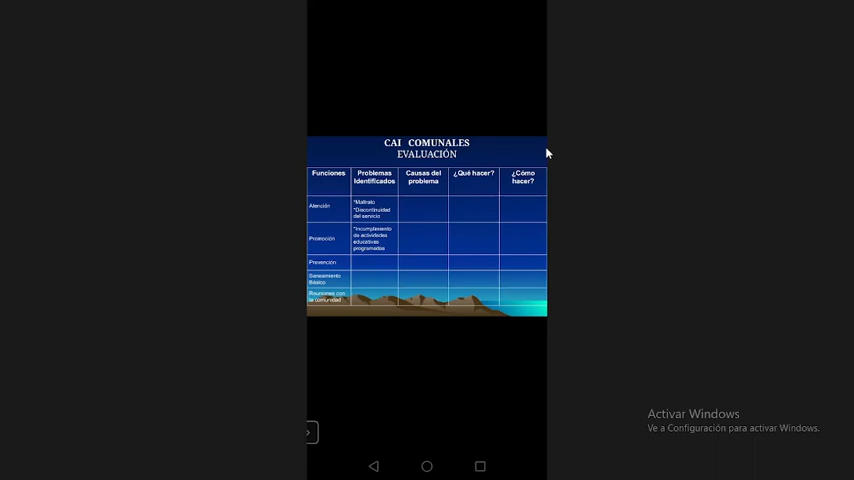 CAI COMUNALES
EVALUACIÓN
Funciones
Problemas
Identificados
Causas del
problema
¿Qué hacer?
¿Cómo
hacer?
Atención
*Maltrato
*Discontinuidad
del servicio
Promoción
*Incumplimiento
de actividades
educativas
programadas
Prevención
Saneamiento
Básico
Reuniones con
la comunidad
Activar Windows
Ve a Configuración para activar Windows.